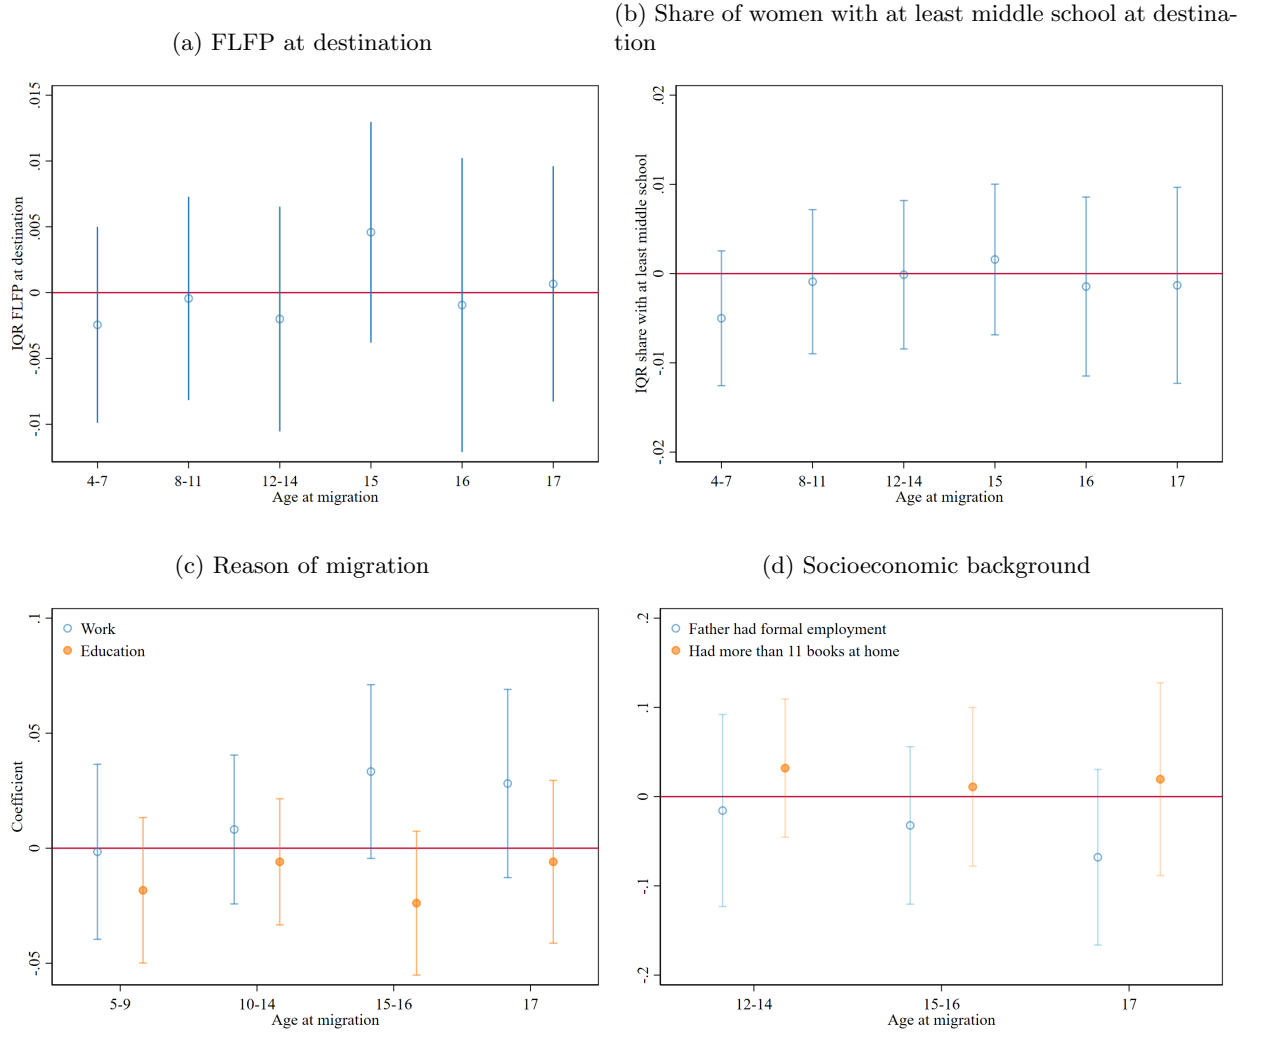 (a) FLFP at destination
IQR FLFP at destination
.015
.01
.005
0
-.005
-.01
4-7 8-11 12-14 15 16 17
Age at migration
(b) Share of women with at least middle school at destina-
tion
IQR share with at least middle school
.02
.01
0
-.01
-.02
4-7 8-11 12-14 15 16 17
Age at migration
(c) Reason of migration
Work
Education
Coefficient
.1
.05
0
-.05
5-9 10-14 15-16 17
Age at migration
(d) Socioeconomic background
Father had formal employment
Had more than 11 books at home
.2
.1
0
-.1
-.2
12-14 15-16 17
Age at migration